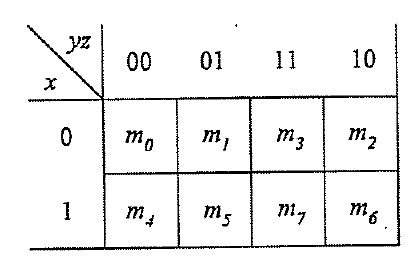 yz
x
00 01 11 10
0 m₀ m₁ m₃ m₂
1 m₄ m₅ m₇ m₆